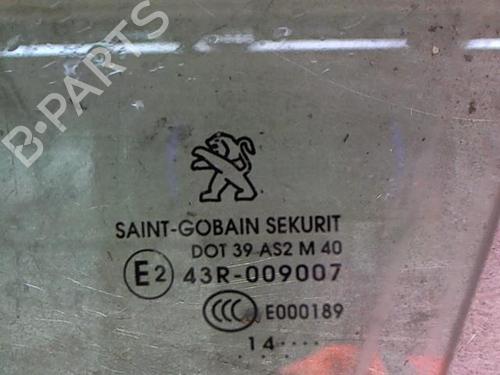 B-PARTS
SAINT-GOBAIN SEKURIT
DOT 39 AS2 M 40
E2 43R-009007
CCC E000189
14....